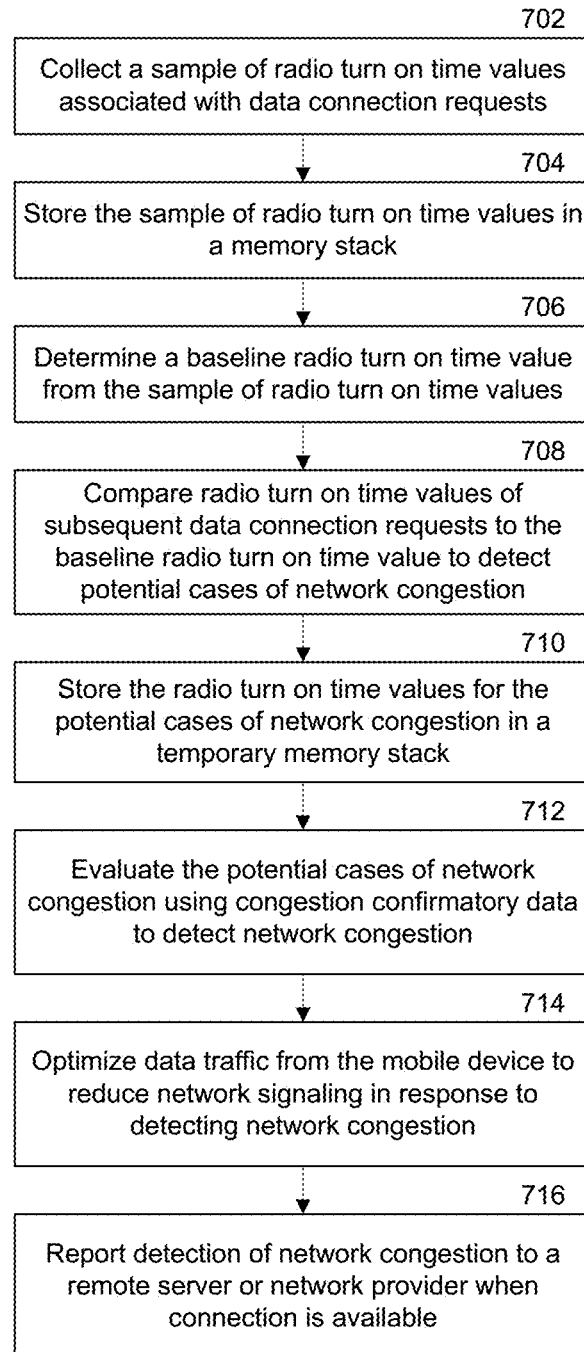 702
Collect a sample of radio turn on time values
associated with data connection requests
704
Store the sample of radio turn on time values in
a memory stack
706
Determine a baseline radio turn on time value
from the sample of radio turn on time values
708
Compare radio turn on time values of
subsequent data connection requests to the
baseline radio turn on time value to detect
potential cases of network congestion
710
Store the radio turn on time values for the
potential cases of network congestion in a
temporary memory stack
712
Evaluate the potential cases of network
congestion using congestion confirmatory data
to detect network congestion
714
Optimize data traffic from the mobile device to
reduce network signaling in response to
detecting network congestion
716
Report detection of network congestion to a
remote server or network provider when
connection is available